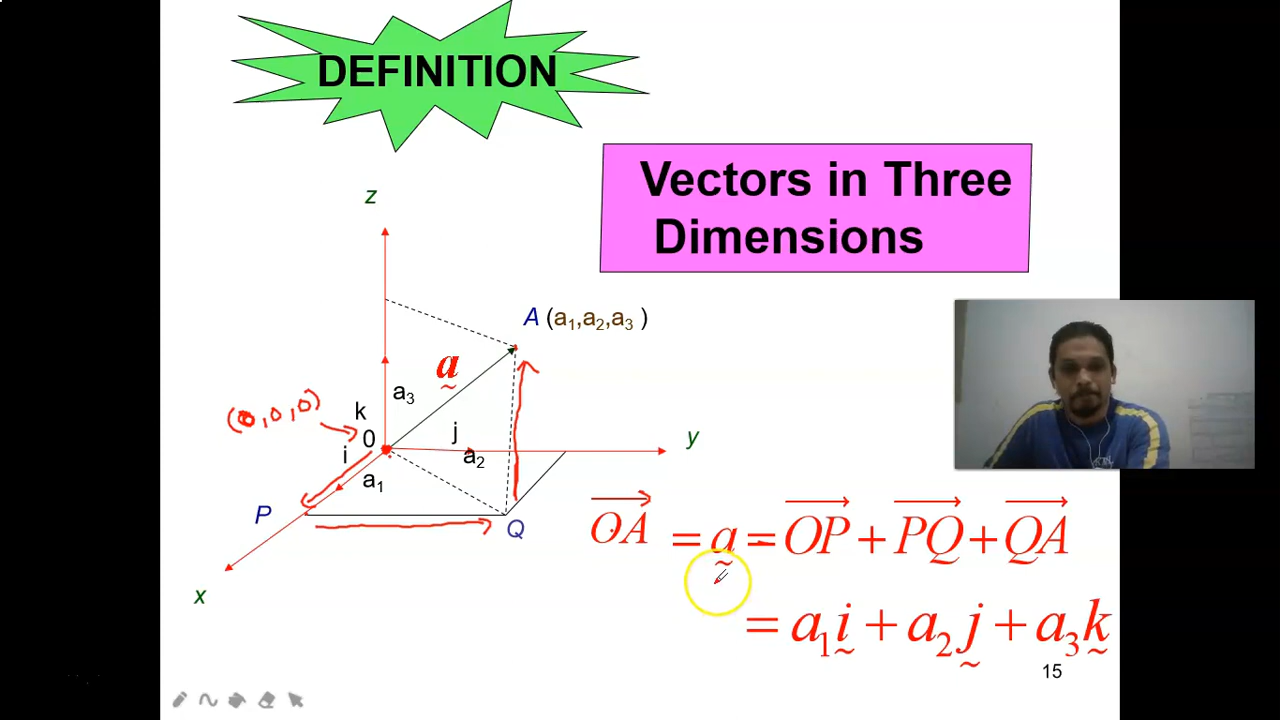 DEFINITION
Vectors in Three
Dimensions
z
A (a₁,a₂,a₃ )
a
a₃
(0,0,0)
k
0
j
y
i
a₂
a₁
P
Q
x
OA = a = OP + PQ + QA
= a₁i + a₂j + a₃k
15